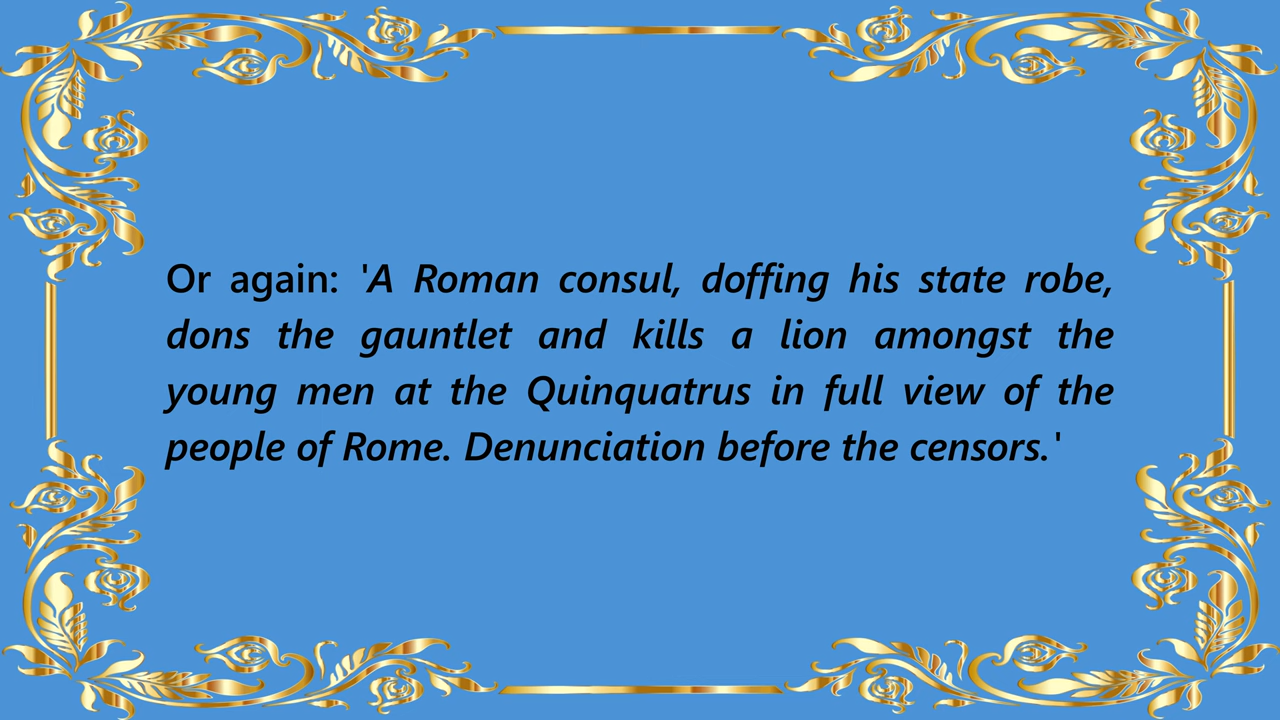 Or again: 'A Roman consul, doffing his state robe,
dons the gauntlet and kills a lion amongst the
young men at the Quinquatrus in full view of the
people of Rome. Denunciation before the censors.'